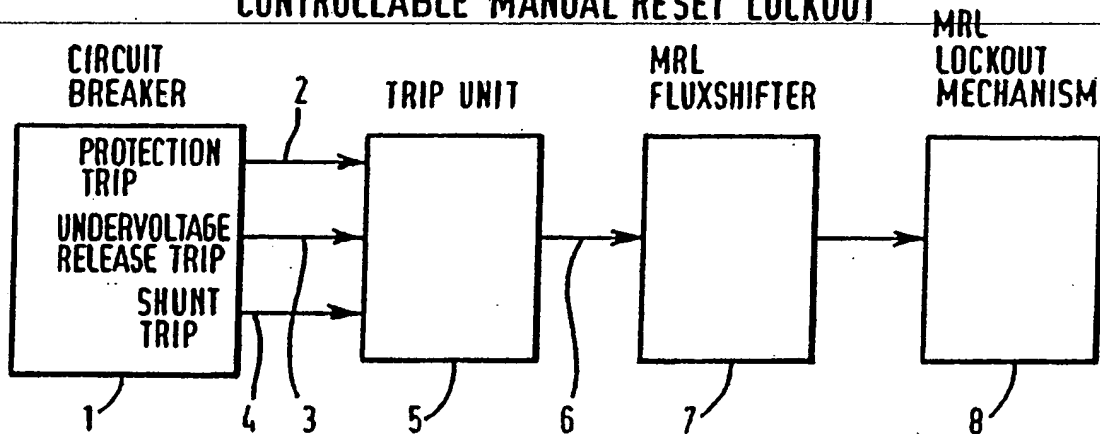 CONTROLLABLE MANUAL RESET LOCKOUT
CIRCUIT
BREAKER
2
TRIP UNIT
MRL
FLUXSHIFTER
MRL
LOCKOUT
MECHANISM
PROTECTION
TRIP
UNDERVOLTAGE
RELEASE TRIP
SHUNT
TRIP
1
4
3
5
6
7
8